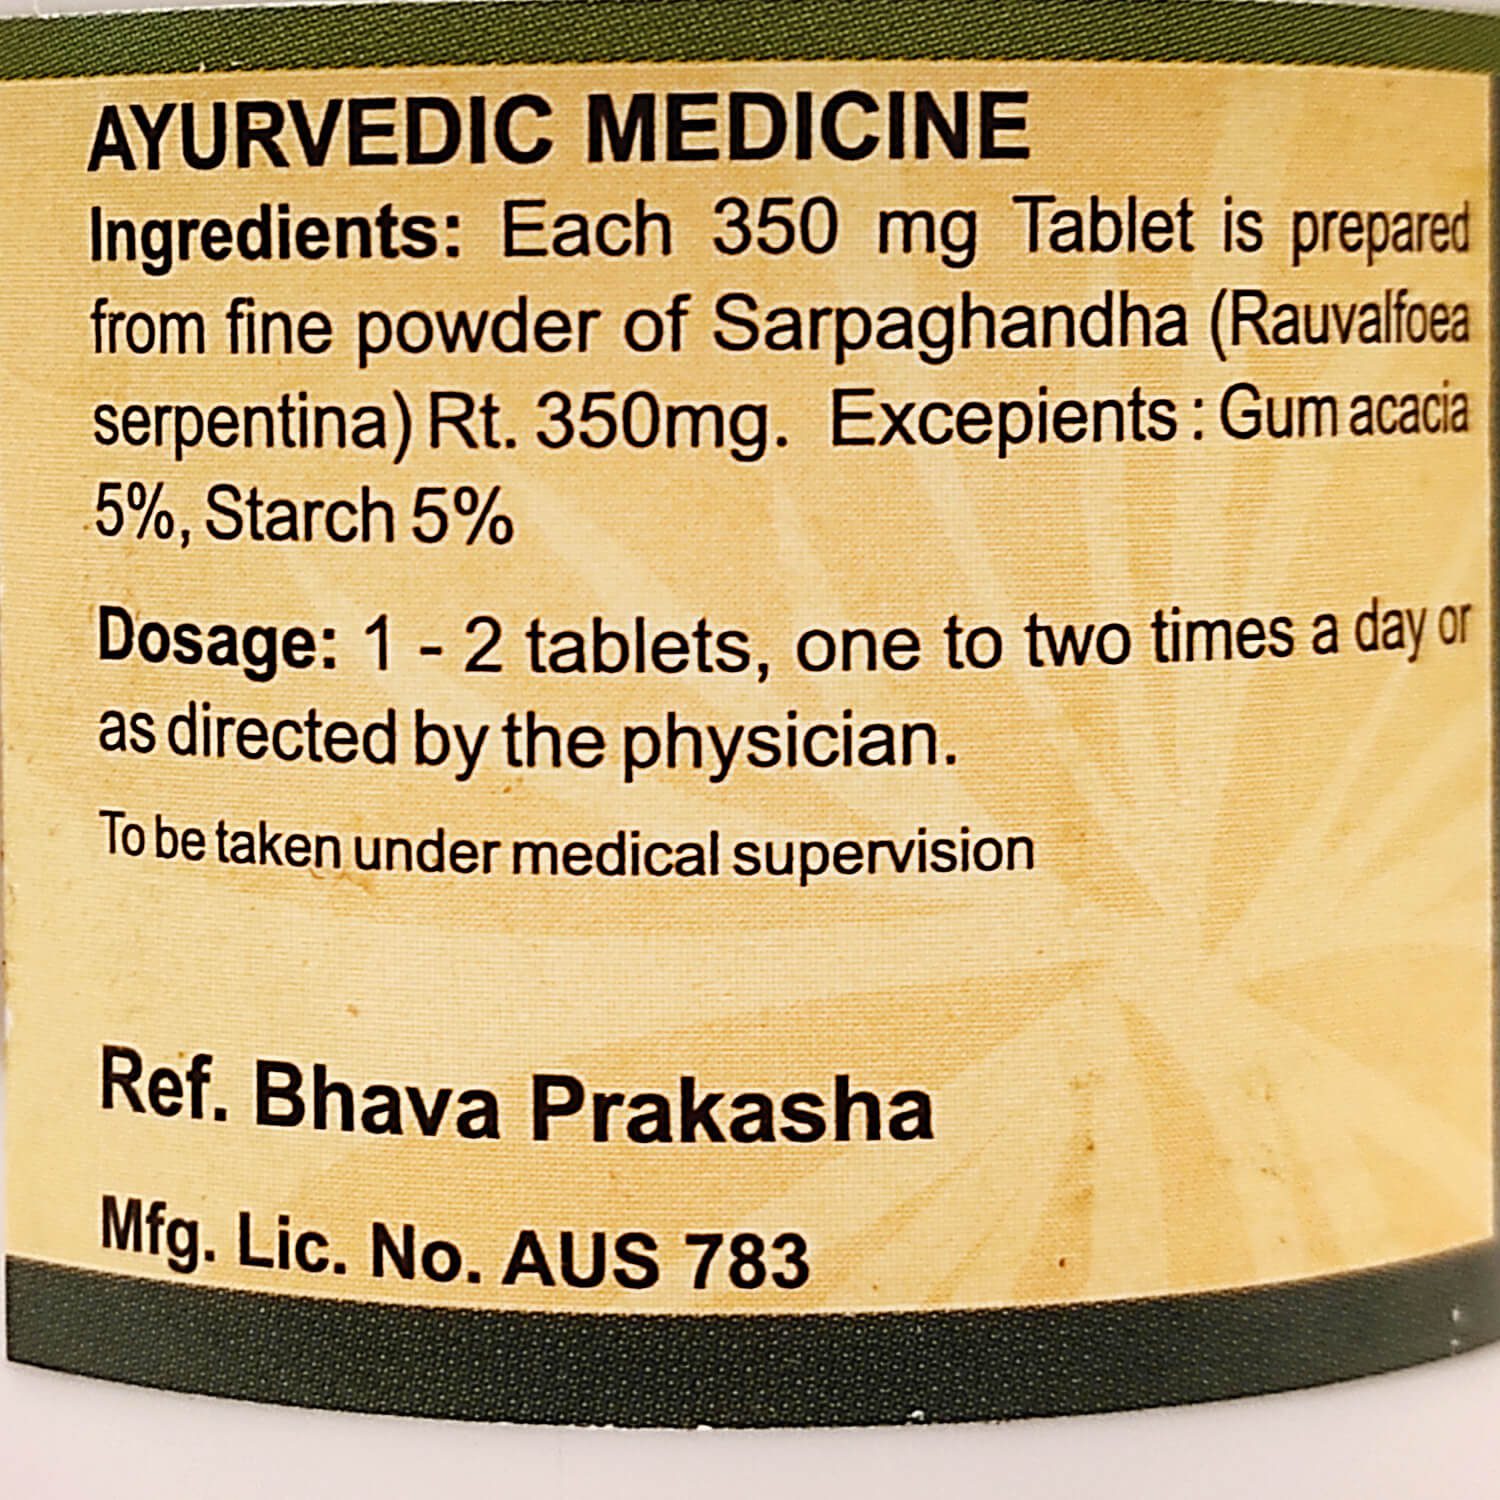 AYURVEDIC MEDICINE
Ingredients: Each 350 mg Tablet is prepared
from fine powder of Sarpaghandha (Rauvalfoea
serpentina) Rt. 350mg. Excepients : Gum acacia
5%, Starch 5%
Dosage: 1 - 2 tablets, one to two times a day or
as directed by the physician.
To be taken under medical supervision
Ref. Bhava Prakasha
Mfg. Lic. No. AUS 783